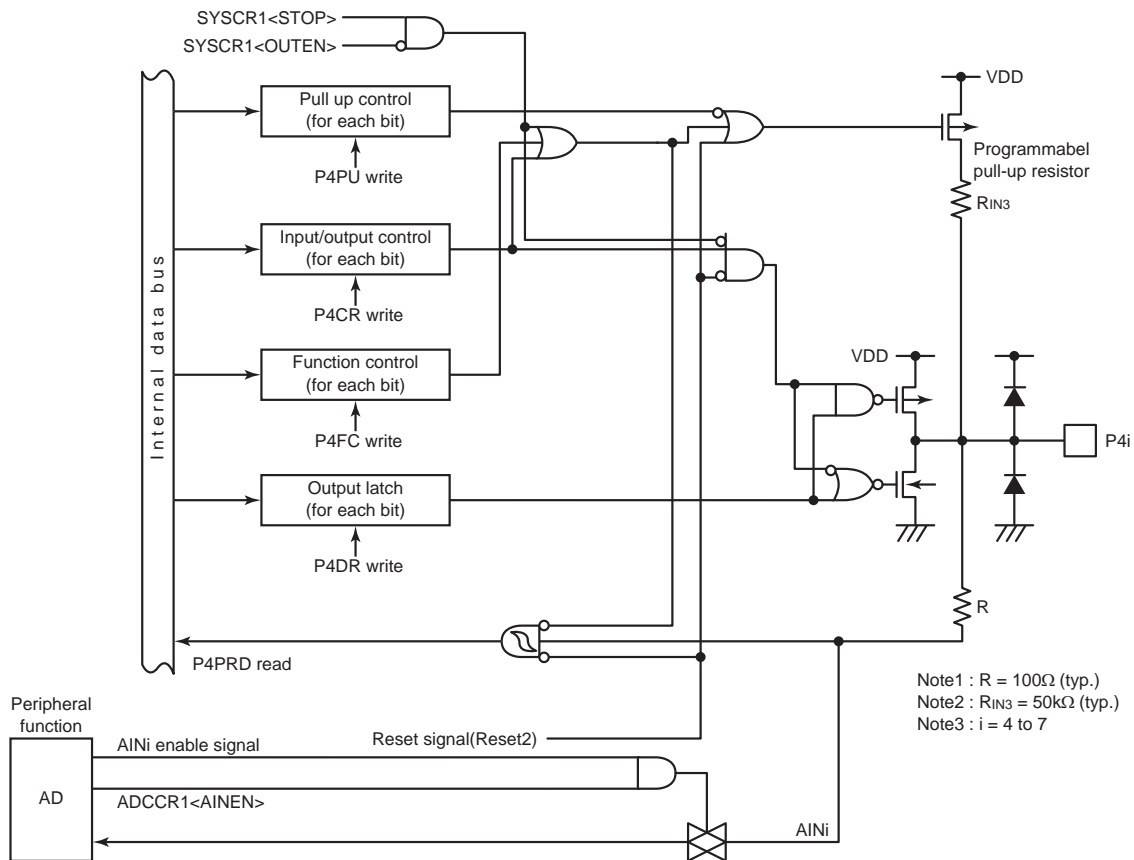 SYSCR1<STOP>
SYSCR1<OUTEN>
VDD
Pull up control
(for each bit)
P4PU write
Programmabel
pull-up resistor
RIN3
Input/output control
(for each bit)
P4CR write
Internal data bus
Function control
(for each bit)
P4FC write
VDD
P4i
Output latch
(for each bit)
P4DR write
R
P4PRD read
Note1 : R = 100Ω (typ.)
Note2 : RIN3 = 50kΩ (typ.)
Note3 : i = 4 to 7
Peripheral
function
Reset signal(Reset2)
AINi enable signal
AD
ADCCR1<AINEN>
AINi